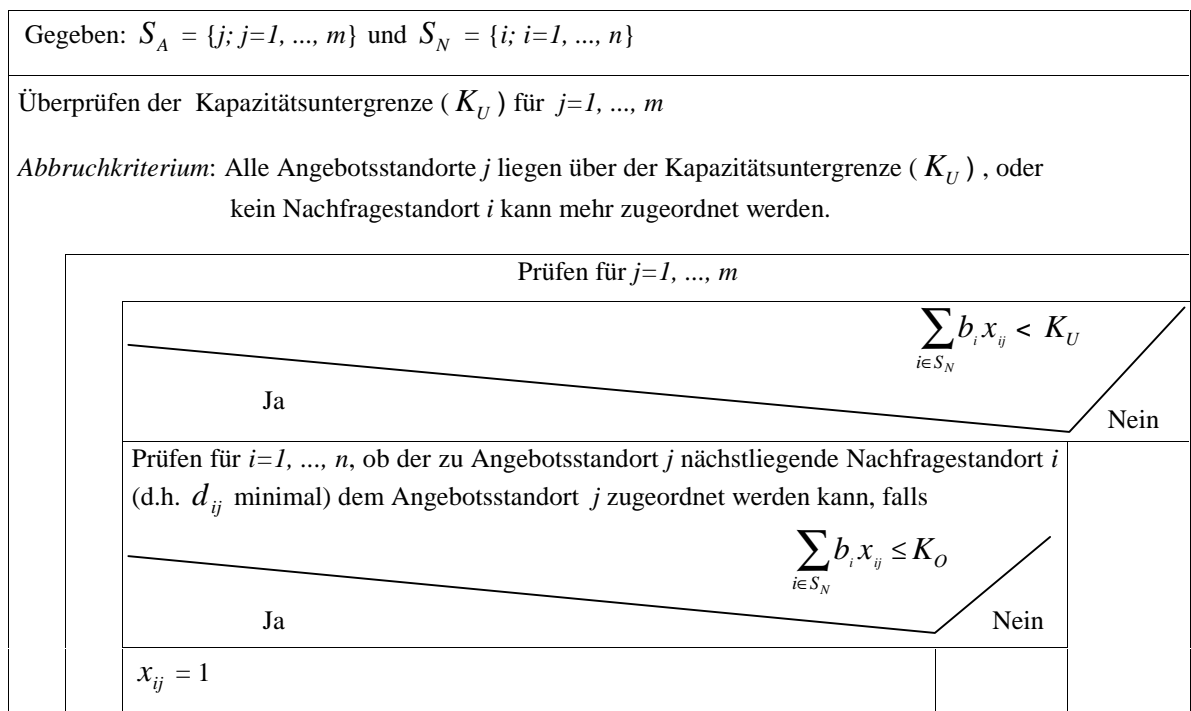 Gegeben: S_A = {j; j=1, ..., m} und S_N = {i; i=1, ..., n}
Überprüfen der Kapazitätsuntergrenze ( K_U ) für j=1, ..., m
Abbruchkriterium: Alle Angebotsstandorte j liegen über der Kapazitätsuntergrenze ( K_U ) , oder
kein Nachfragestandort i kann mehr zugeordnet werden.
Prüfen für j=1, ..., m
∑_{i∈S_N} b_i x_ij < K_U
Ja
Nein
Prüfen für i=1, ..., n, ob der zu Angebotsstandort j nächstliegende Nachfragestandort i
(d.h. d_ij minimal) dem Angebotsstandort j zugeordnet werden kann, falls
∑_{i∈S_N} b_i x_ij ≤ K_O
Ja
Nein
x_ij = 1